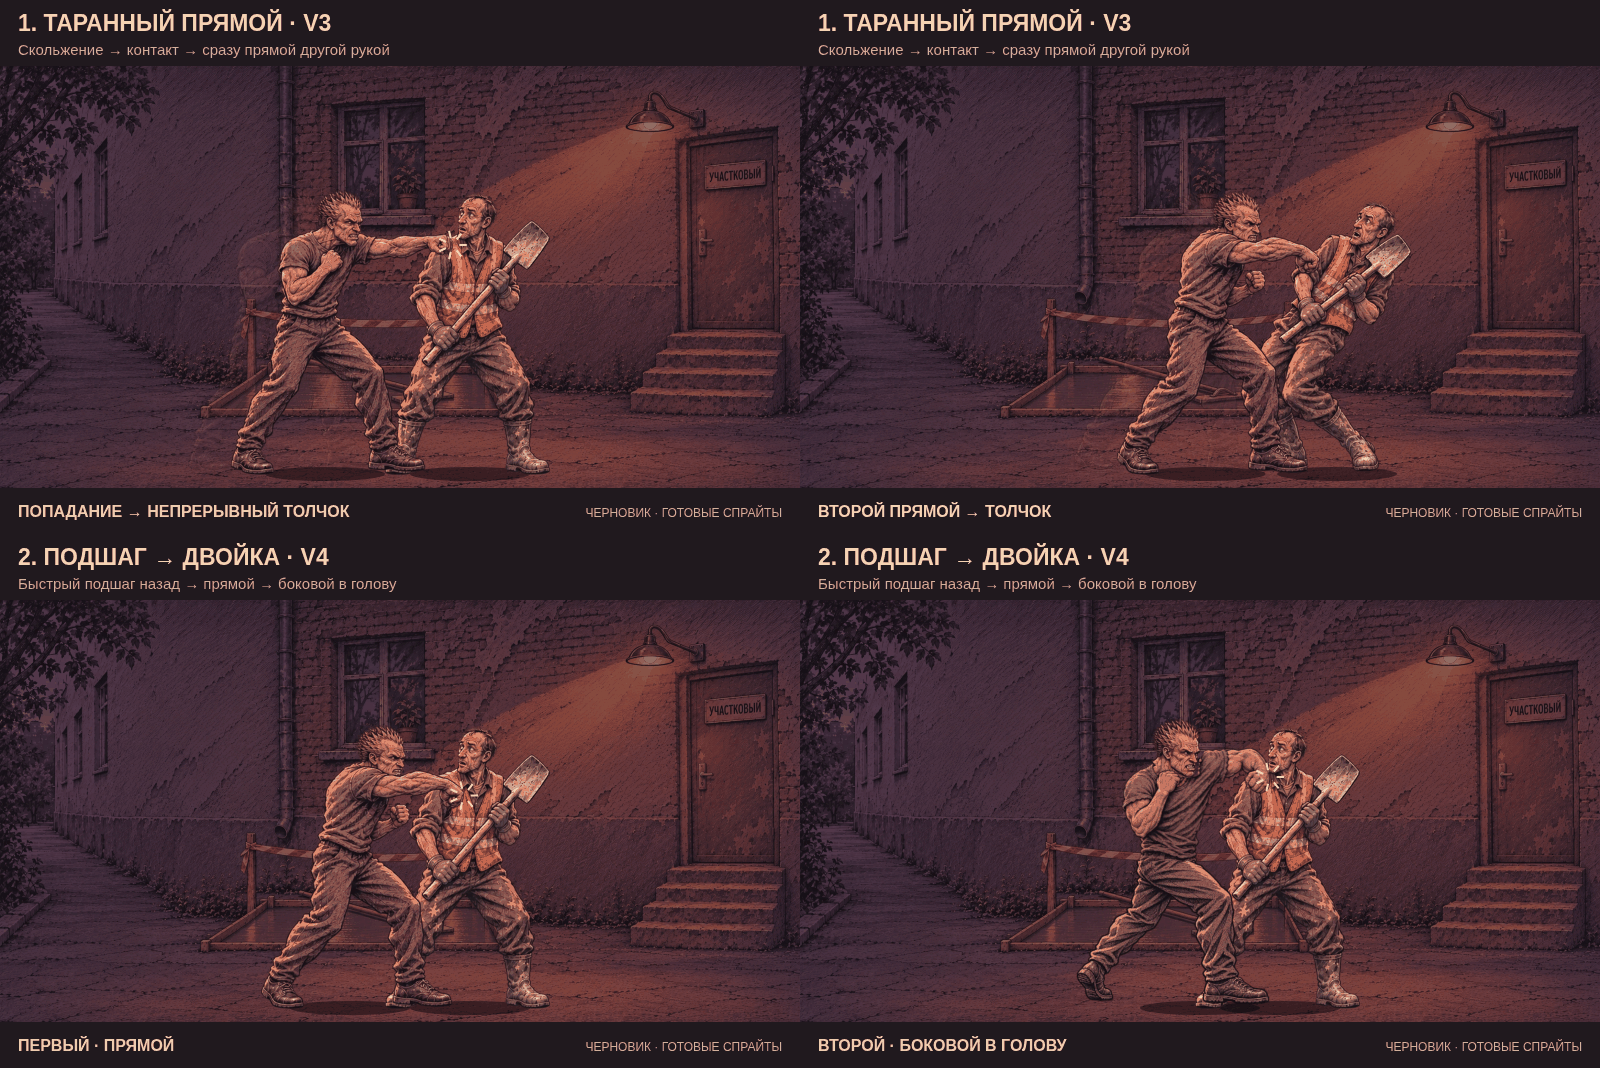 1. ТАРАННЫЙ ПРЯМОЙ · V3
Скольжение → контакт → сразу прямой другой рукой
УЧАСТКОВЫЙ
ПОПАДАНИЕ → НЕПРЕРЫВНЫЙ ТОЛЧОК
ЧЕРНОВИК · ГОТОВЫЕ СПРАЙТЫ
1. ТАРАННЫЙ ПРЯМОЙ · V3
Скольжение → контакт → сразу прямой другой рукой
УЧАСТКОВЫЙ
ВТОРОЙ ПРЯМОЙ → ТОЛЧОК
ЧЕРНОВИК · ГОТОВЫЕ СПРАЙТЫ
2. ПОДШАГ → ДВОЙКА · V4
Быстрый подшаг назад → прямой → боковой в голову
УЧАСТКОВЫЙ
ПЕРВЫЙ · ПРЯМОЙ
ЧЕРНОВИК · ГОТОВЫЕ СПРАЙТЫ
2. ПОДШАГ → ДВОЙКА · V4
Быстрый подшаг назад → прямой → боковой в голову
УЧАСТКОВЫЙ
ВТОРОЙ · БОКОВОЙ В ГОЛОВУ
ЧЕРНОВИК · ГОТОВЫЕ СПРАЙТЫ